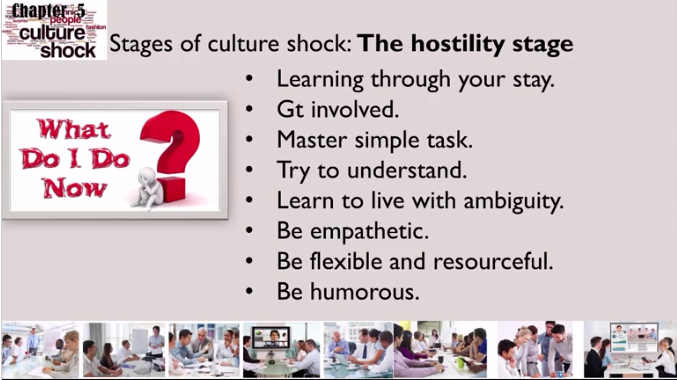 Chapter 5
people
fashion
culture
shock
Stages of culture shock: The hostility stage
• Learning through your stay.
• Gt involved.
• Master simple task.
• Try to understand.
• Learn to live with ambiguity.
• Be empathetic.
• Be flexible and resourceful.
• Be humorous.
What
Do I Do
Now
?